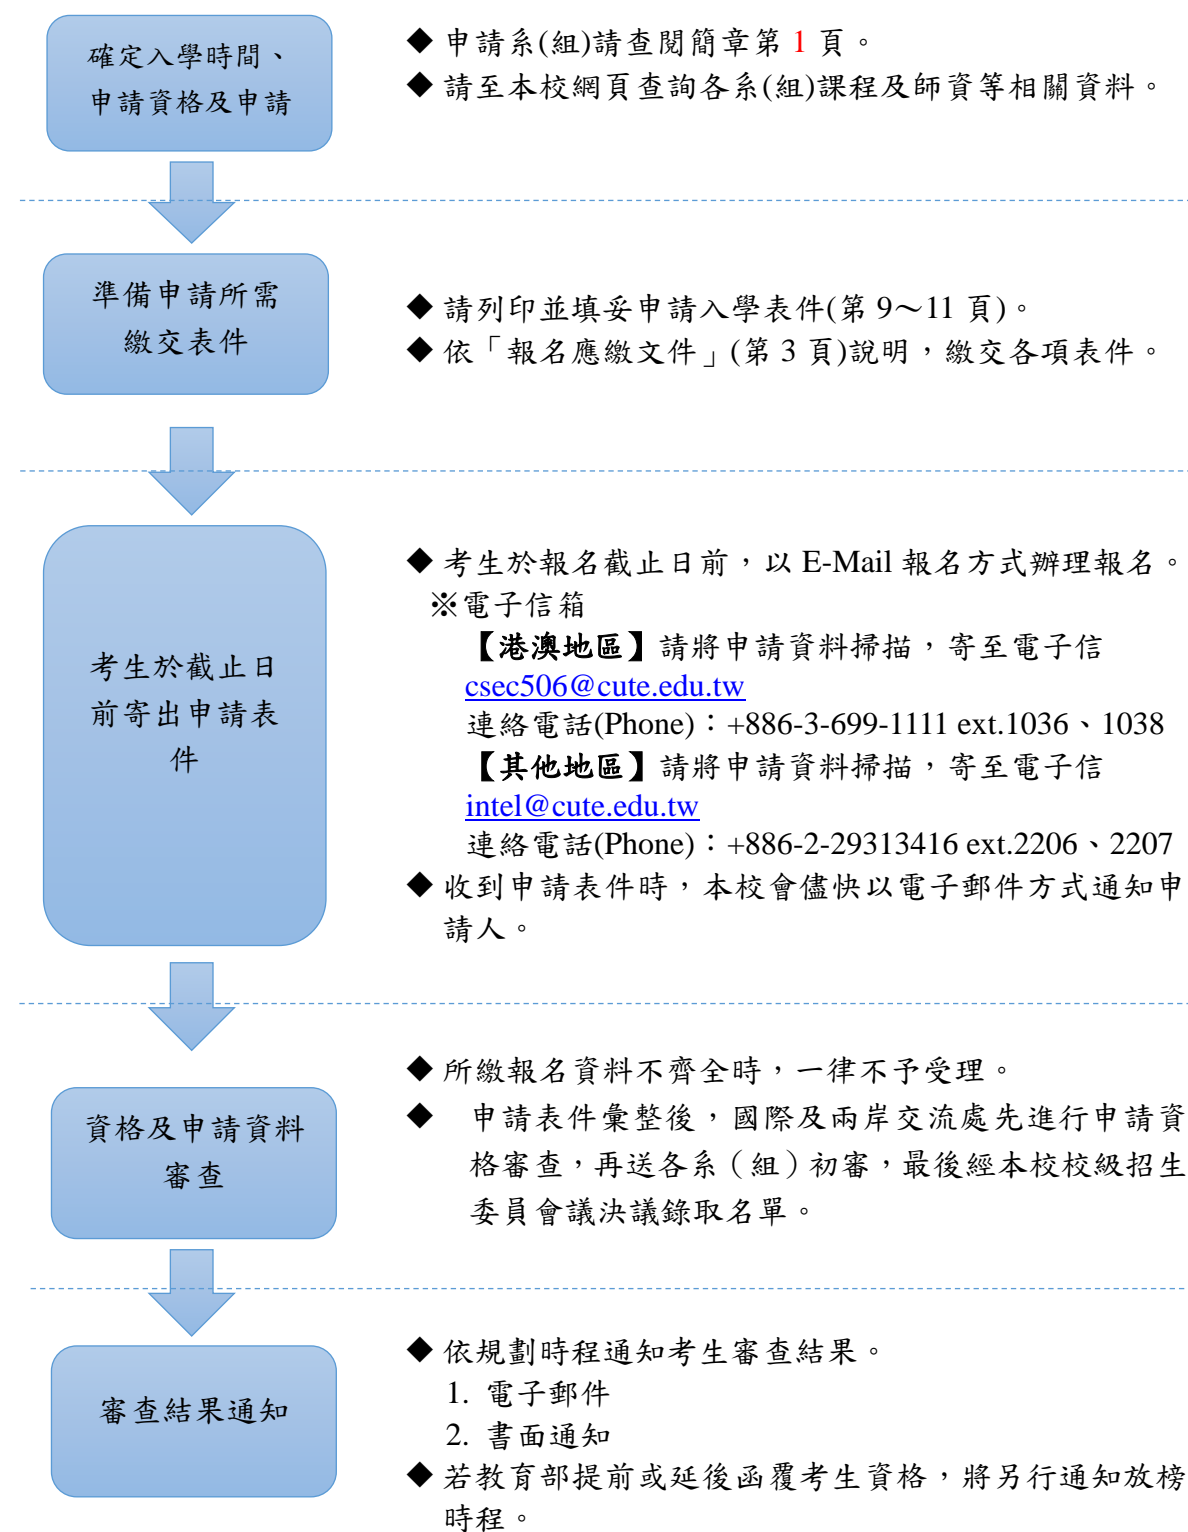 確定入學時間、
申請資格及申請
◆ 申請系(組)請查閱簡章第 1 頁。
◆ 請至本校網頁查詢各系(組)課程及師資等相關資料。
準備申請所需
繳交表件
◆ 請列印並填妥申請入學表件(第 9～11 頁)。
◆ 依「報名應繳文件」(第 3 頁)說明，繳交各項表件。
考生於截止日
前寄出申請表
件
◆ 考生於報名截止日前，以 E-Mail 報名方式辦理報名。
※電子信箱
【港澳地區】請將申請資料掃描，寄至電子信
csec506@cute.edu.tw
連絡電話(Phone)：+886-3-699-1111 ext.1036、1038
【其他地區】請將申請資料掃描，寄至電子信
intel@cute.edu.tw
連絡電話(Phone)：+886-2-29313416 ext.2206、2207
◆ 收到申請表件時，本校會儘快以電子郵件方式通知申
請人。
資格及申請資料
審查
◆ 所繳報名資料不齊全時，一律不予受理。
◆ 申請表件彙整後，國際及兩岸交流處先進行申請資
格審查，再送各系（組）初審，最後經本校校級招生
委員會議決議錄取名單。
審查結果通知
◆ 依規劃時程通知考生審查結果。
1. 電子郵件
2. 書面通知
◆ 若教育部提前或延後函覆考生資格，將另行通知放榜
時程。